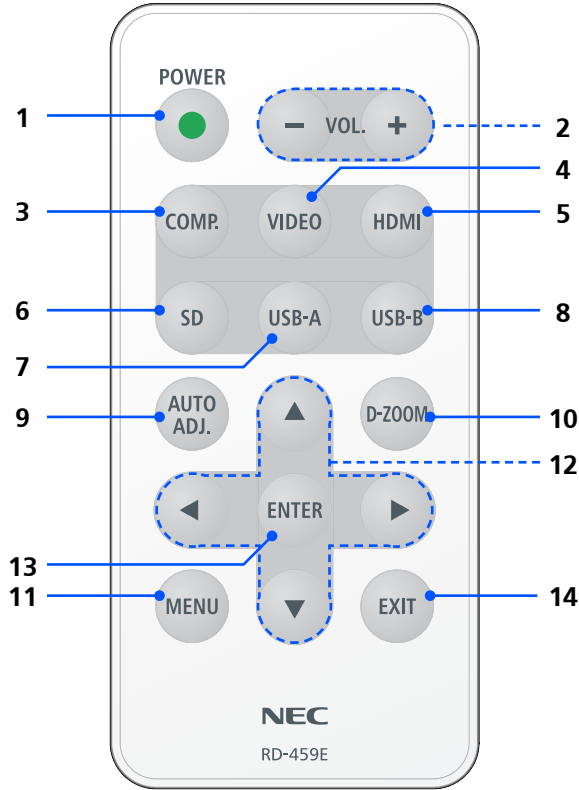 POWER
1
− VOL. +
2
4
3
COMP.
VIDEO
HDMI
5
6
SD
USB-A
USB-B
8
7
AUTO
ADJ.
D-ZOOM
9
10
12
ENTER
13
11
MENU
EXIT
14
NEC
RD-459E